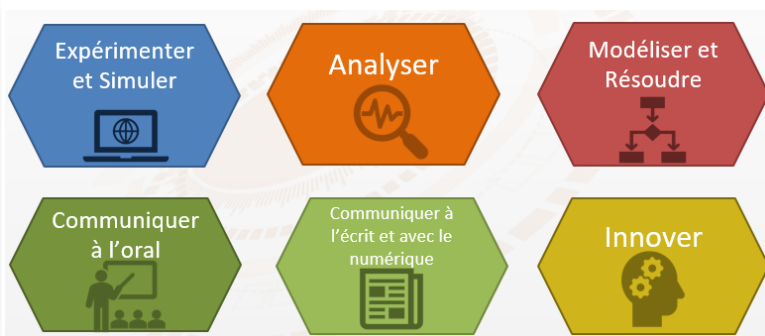 Expérimenter
et Simuler
Analyser
Modéliser et
Résoudre
Communiquer
à l'oral
Communiquer à
l'écrit et avec le
numérique
Innover